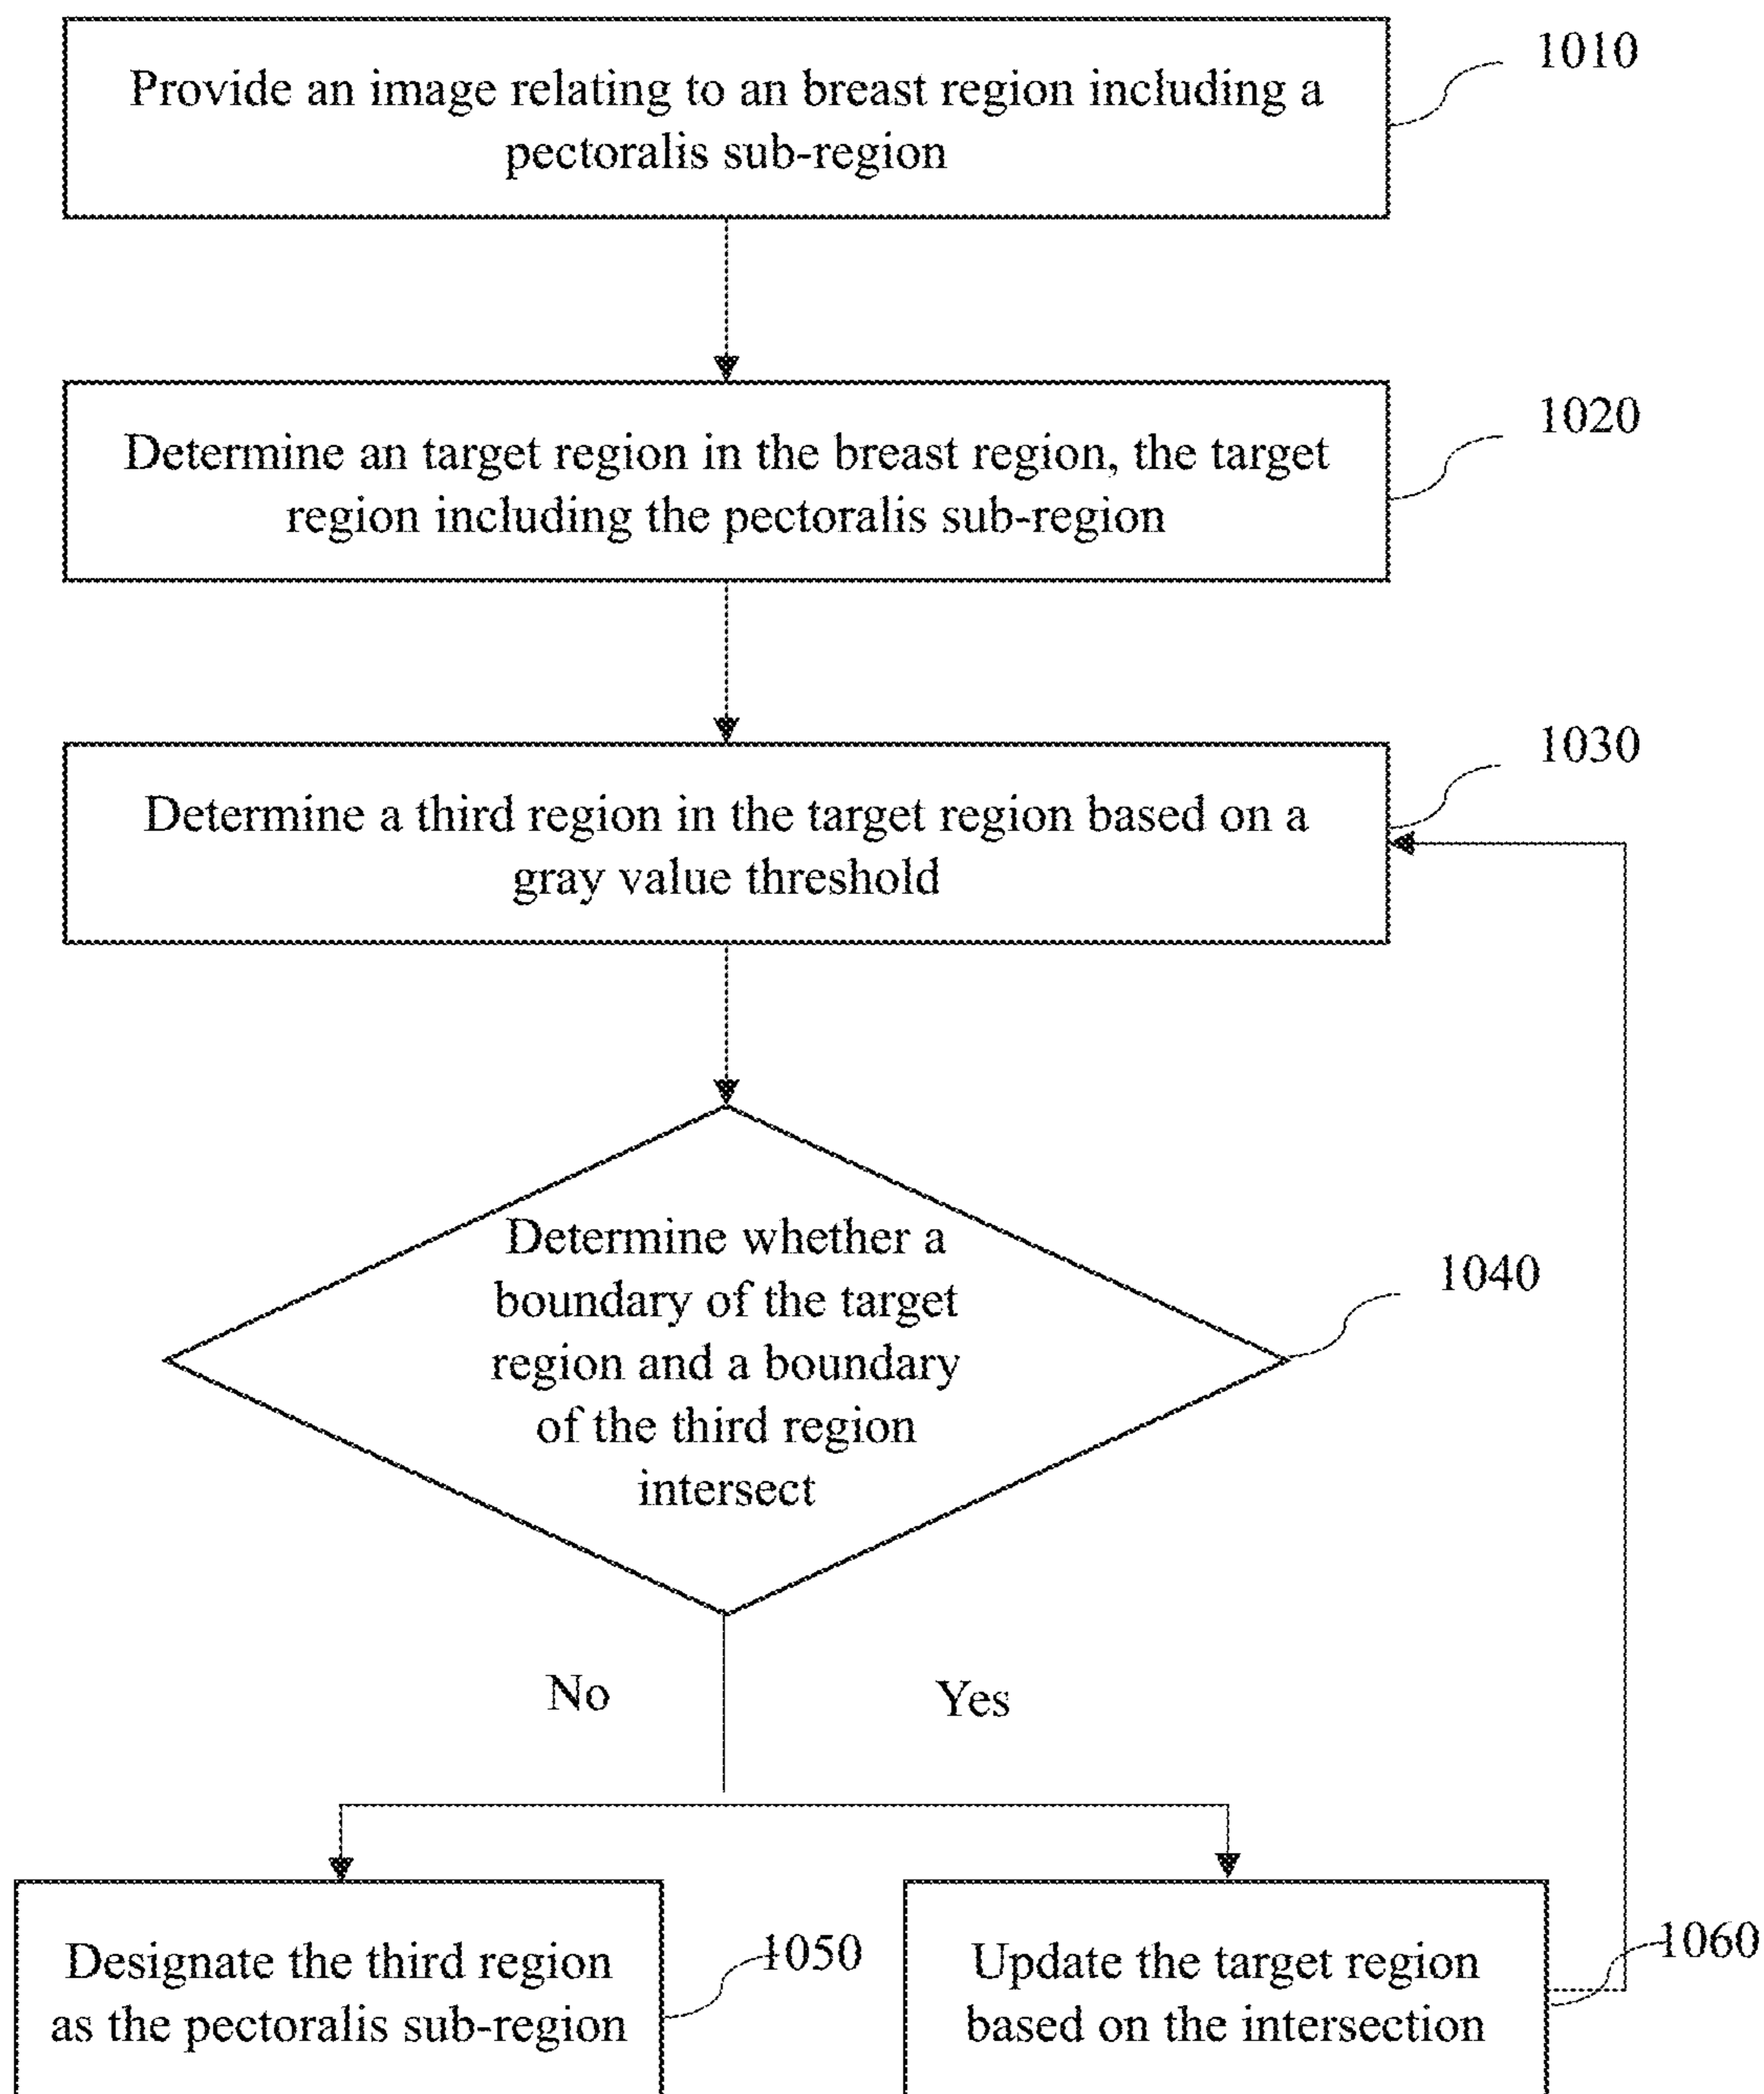 1010
Provide an image relating to an breast region including a
pectoralis sub-region
1020
Determine an target region in the breast region, the target
region including the pectoralis sub-region
1030
Determine a third region in the target region based on a
gray value threshold
Determine whether a
boundary of the target
region and a boundary
of the third region
intersect
1040
No
Yes
Designate the third region
as the pectoralis sub-region
1050
Update the target region
based on the intersection
1060